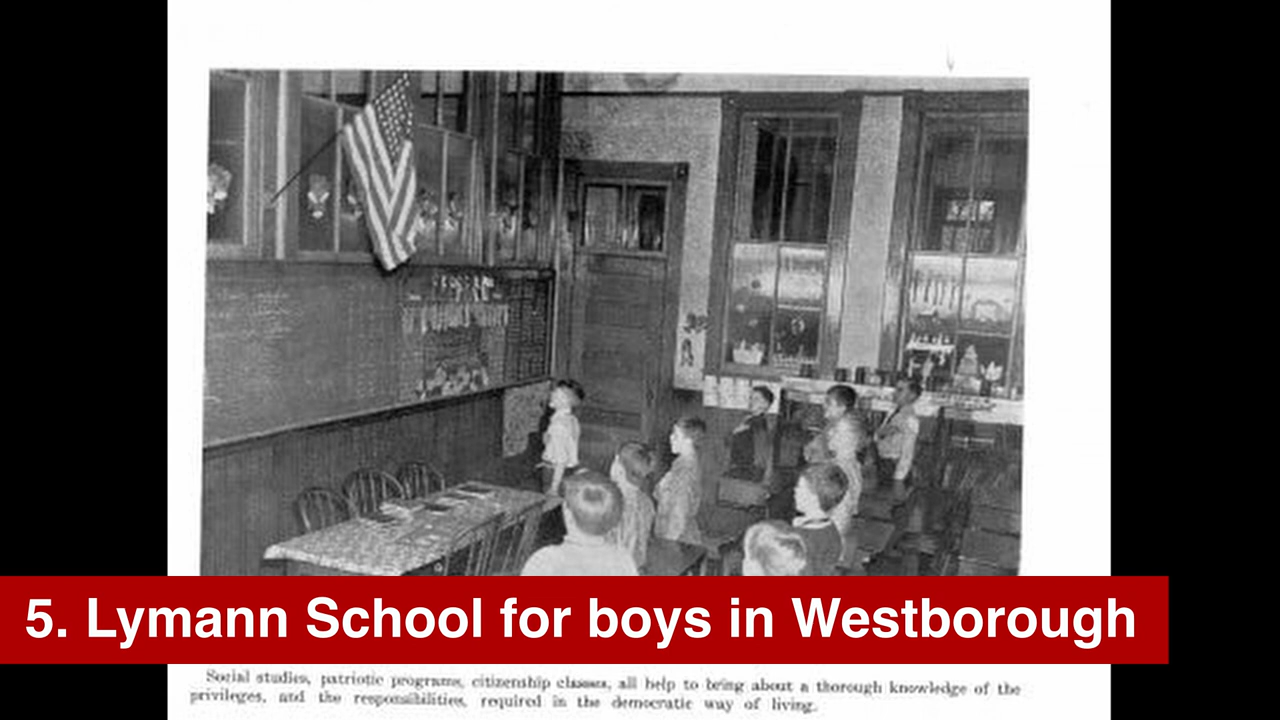 5. Lymann School for boys in Westborough
Social studies, patriotic programs, citizenship classes, all help to bring about a thorough knowledge of the
privileges, and the responsibilities, required in the democratic way of living.